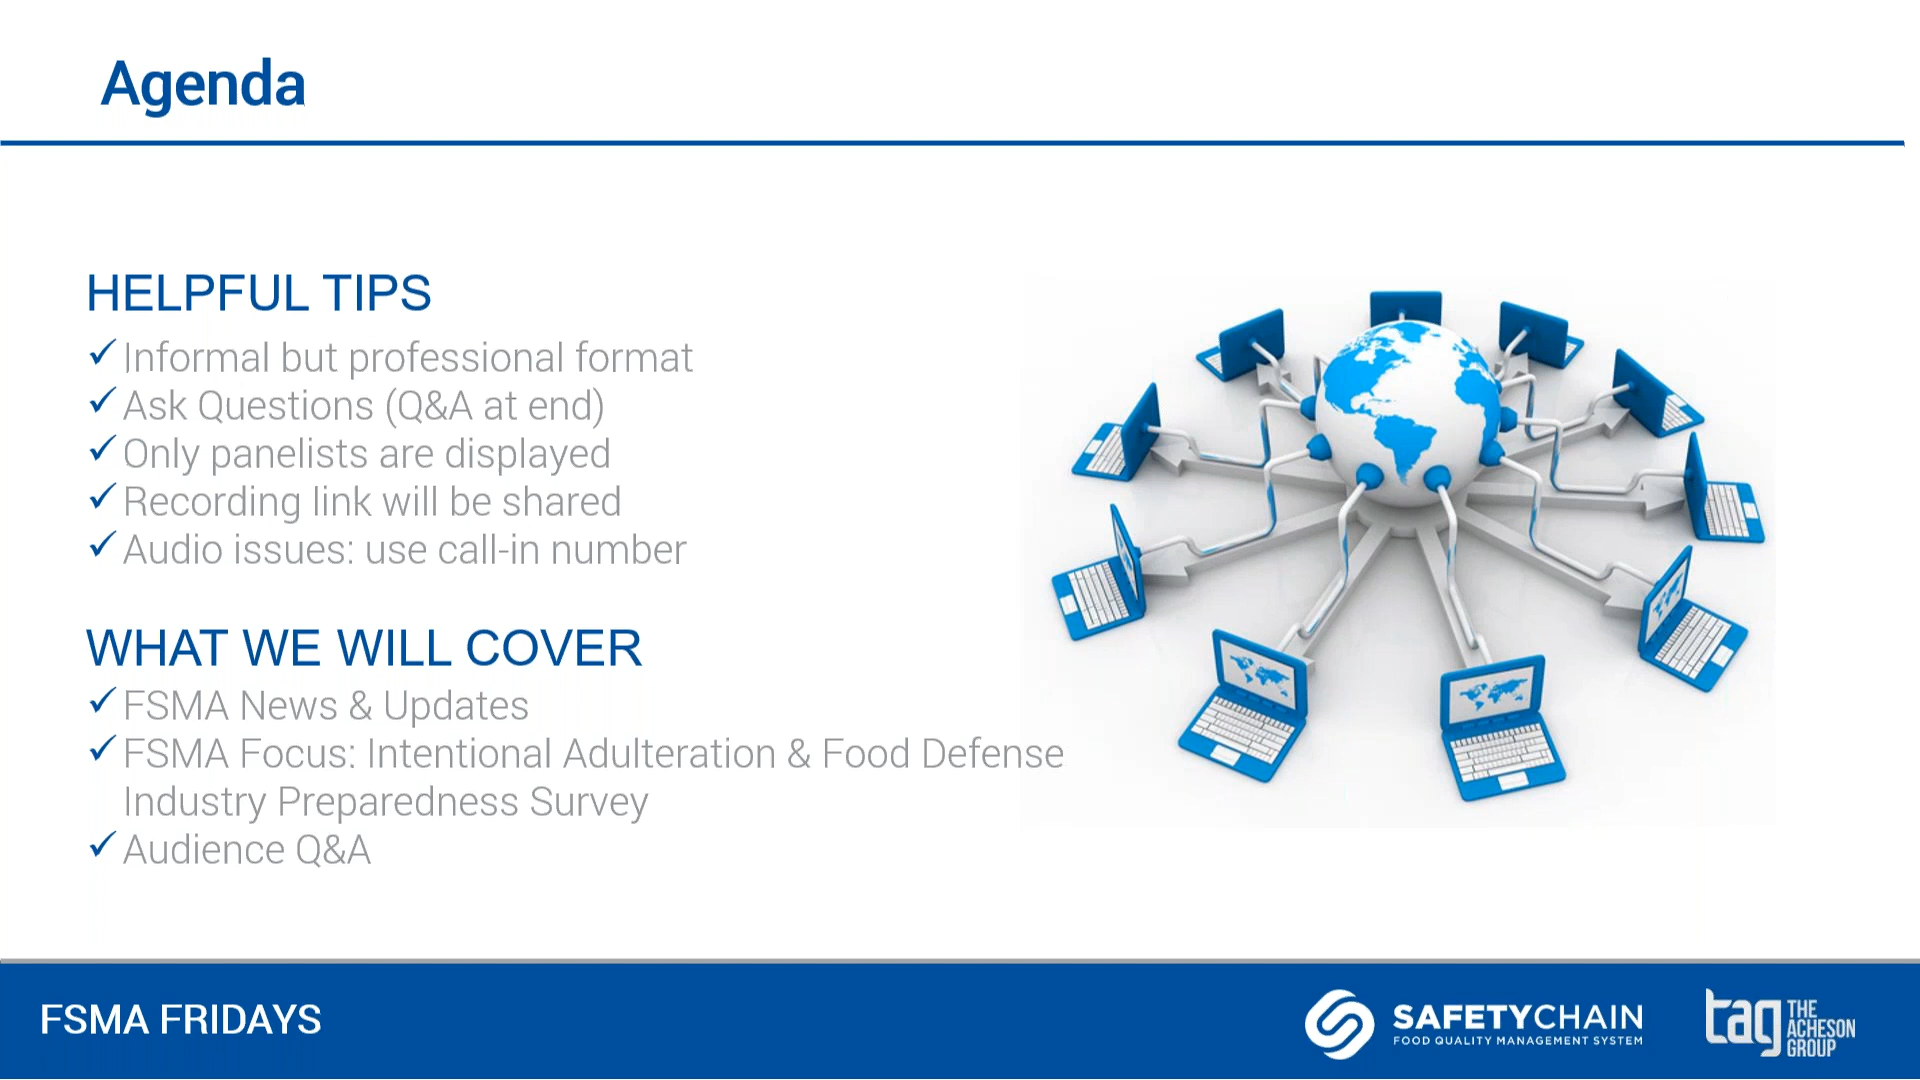 Agenda
HELPFUL TIPS
✓ Informal but professional format
✓ Ask Questions (Q&A at end)
✓ Only panelists are displayed
✓ Recording link will be shared
✓ Audio issues: use call-in number
WHAT WE WILL COVER
✓ FSMA News & Updates
✓ FSMA Focus: Intentional Adulteration & Food Defense
Industry Preparedness Survey
✓ Audience Q&A
FSMA FRIDAYS
SAFETYCHAIN
FOOD QUALITY MANAGEMENT SYSTEM
tag THE
ACHESON
GROUP